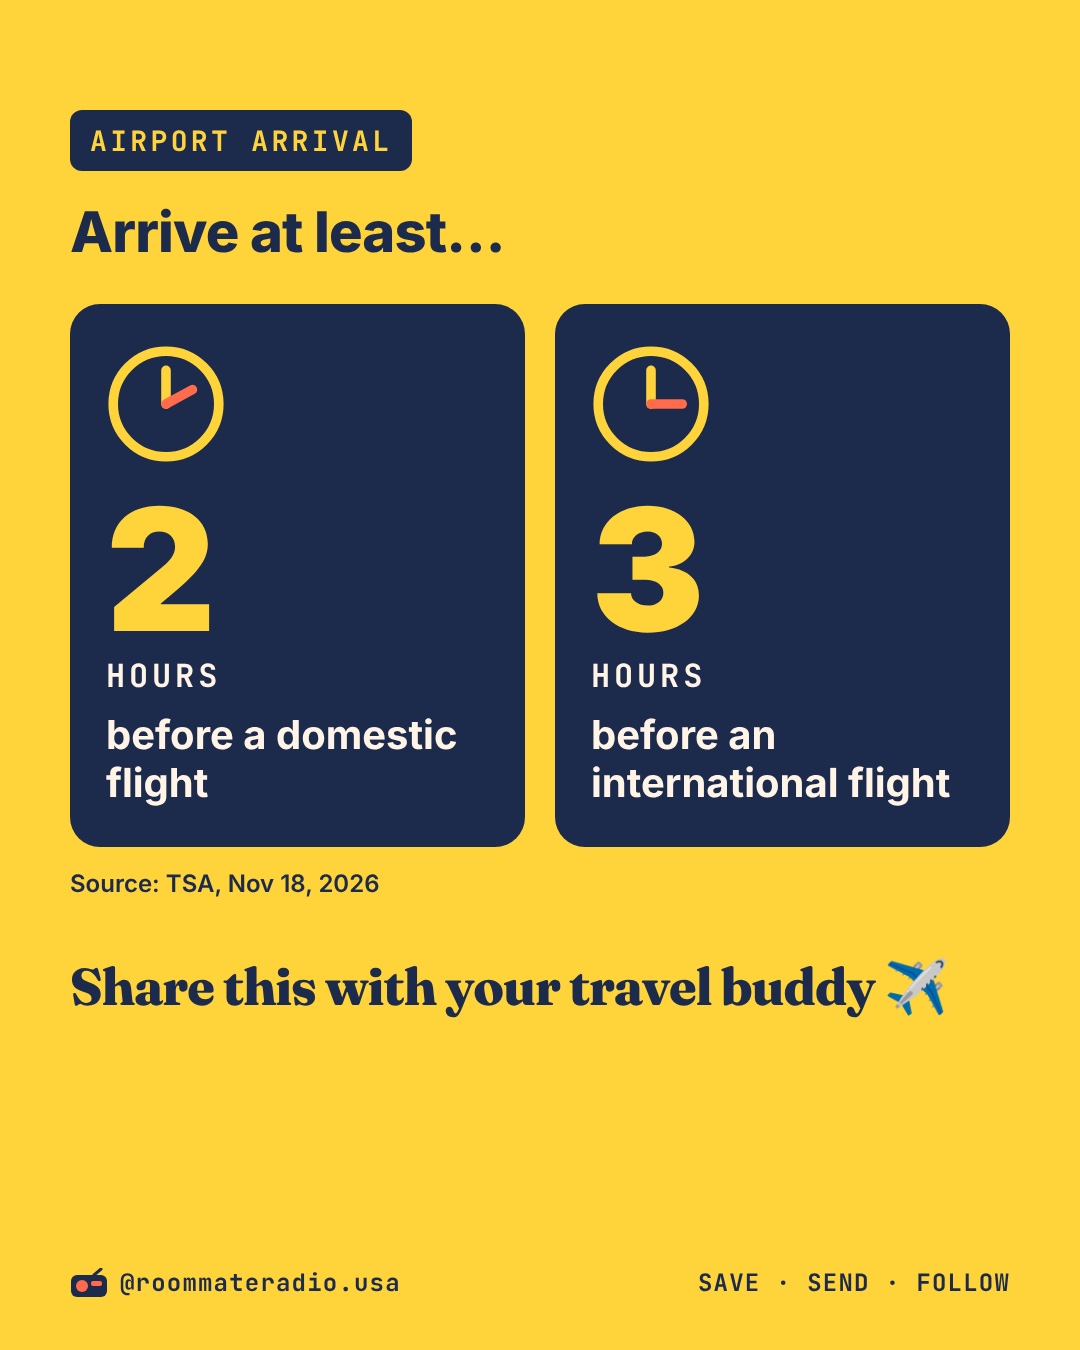 AIRPORT ARRIVAL
Arrive at least...
2
HOURS
before a domestic
flight
3
HOURS
before an
international flight
Source: TSA, Nov 18, 2026
Share this with your travel buddy ✈️
@roommateradio.usa
SAVE · SEND · FOLLOW